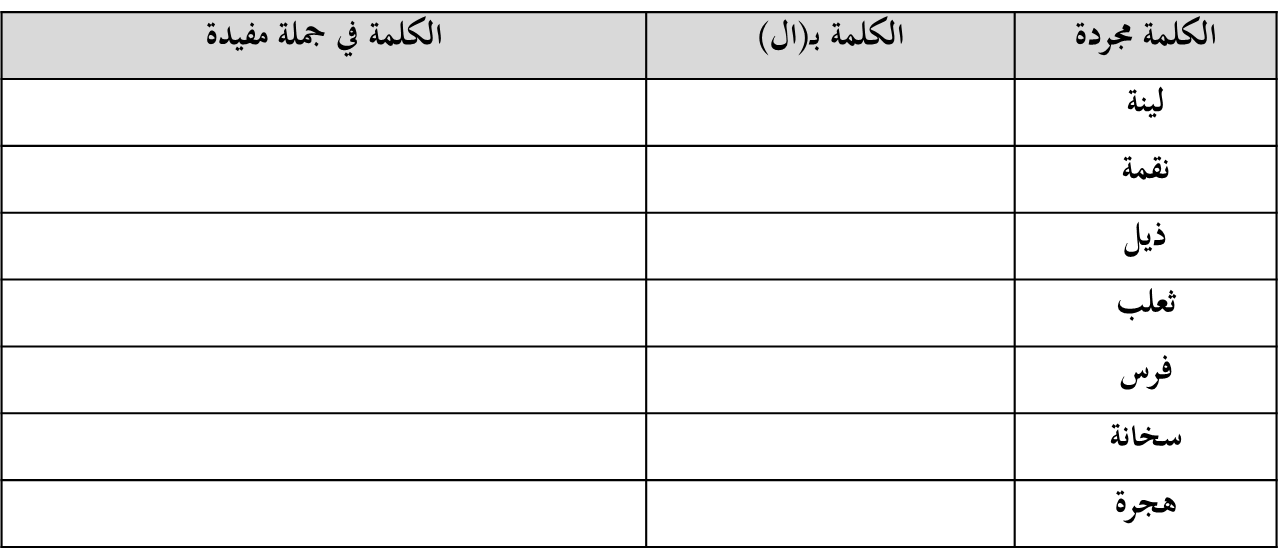 الكلمة مجردة الكلمة بـ(ال) الكلمة في جملة مفيدة
لينة
نقمة
ذيل
ثعلب
فرس
سخانة
هجرة